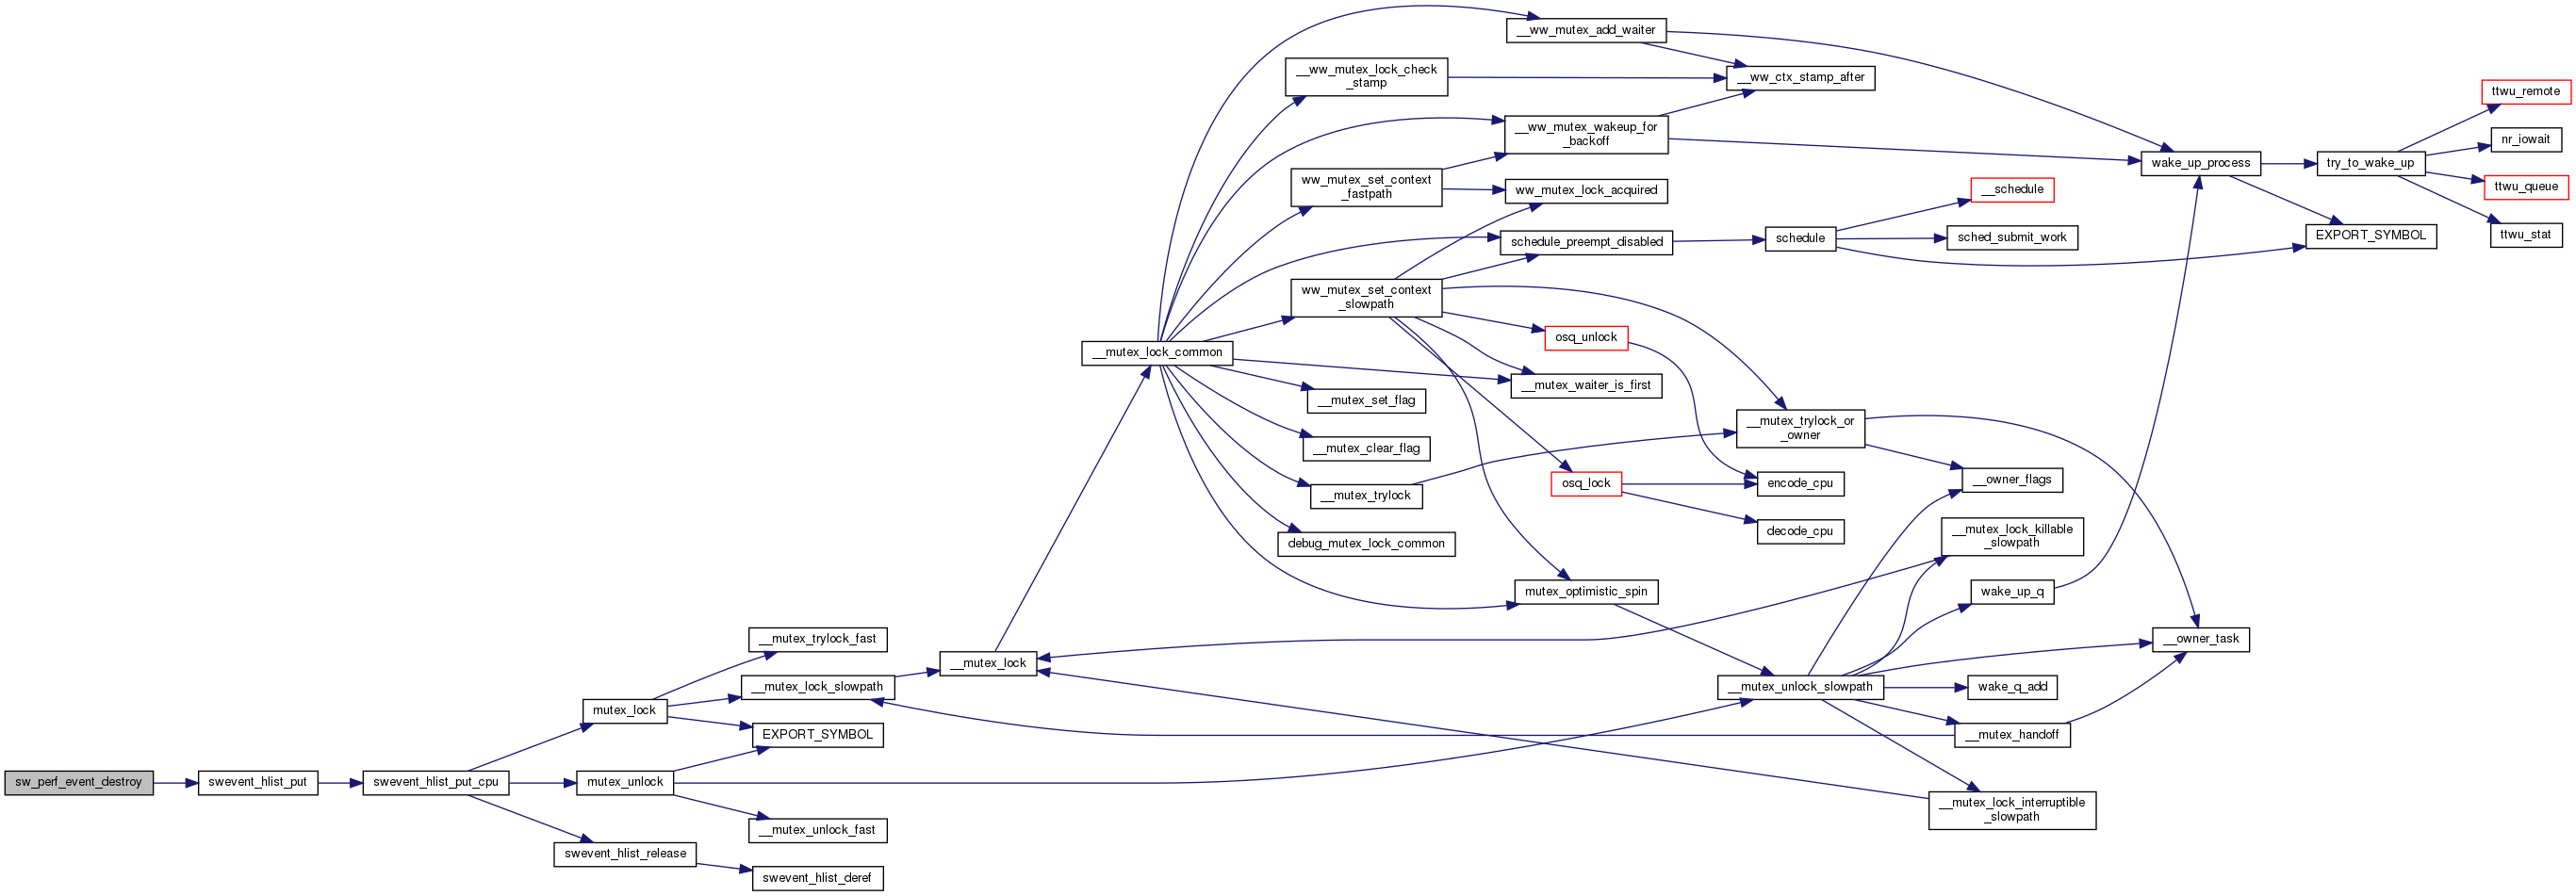 __ww_mutex_add_waiter
__ww_mutex_lock_check
_stamp
__ww_ctx_stamp_after
ttwu_remote
__ww_mutex_wakeup_for
_backoff
nr_iowait
wake_up_process
try_to_wake_up
ww_mutex_set_context
_fastpath
ww_mutex_lock_acquired
__schedule
ttwu_queue
schedule_preempt_disabled
schedule
sched_submit_work
EXPORT_SYMBOL
ttwu_stat
ww_mutex_set_context
_slowpath
osq_unlock
__mutex_lock_common
__mutex_waiter_is_first
__mutex_set_flag
__mutex_trylock_or
_owner
__mutex_clear_flag
__mutex_trylock
osq_lock
encode_cpu
__owner_flags
decode_cpu
__mutex_lock_killable
_slowpath
debug_mutex_lock_common
mutex_optimistic_spin
wake_up_q
__mutex_trylock_fast
__owner_task
__mutex_lock
__mutex_lock_slowpath
__mutex_unlock_slowpath
wake_q_add
mutex_lock
EXPORT_SYMBOL
__mutex_handoff
sw_perf_event_destroy
swevent_hlist_put
swevent_hlist_put_cpu
mutex_unlock
__mutex_lock_interruptible
_slowpath
__mutex_unlock_fast
swevent_hlist_release
swevent_hlist_deref